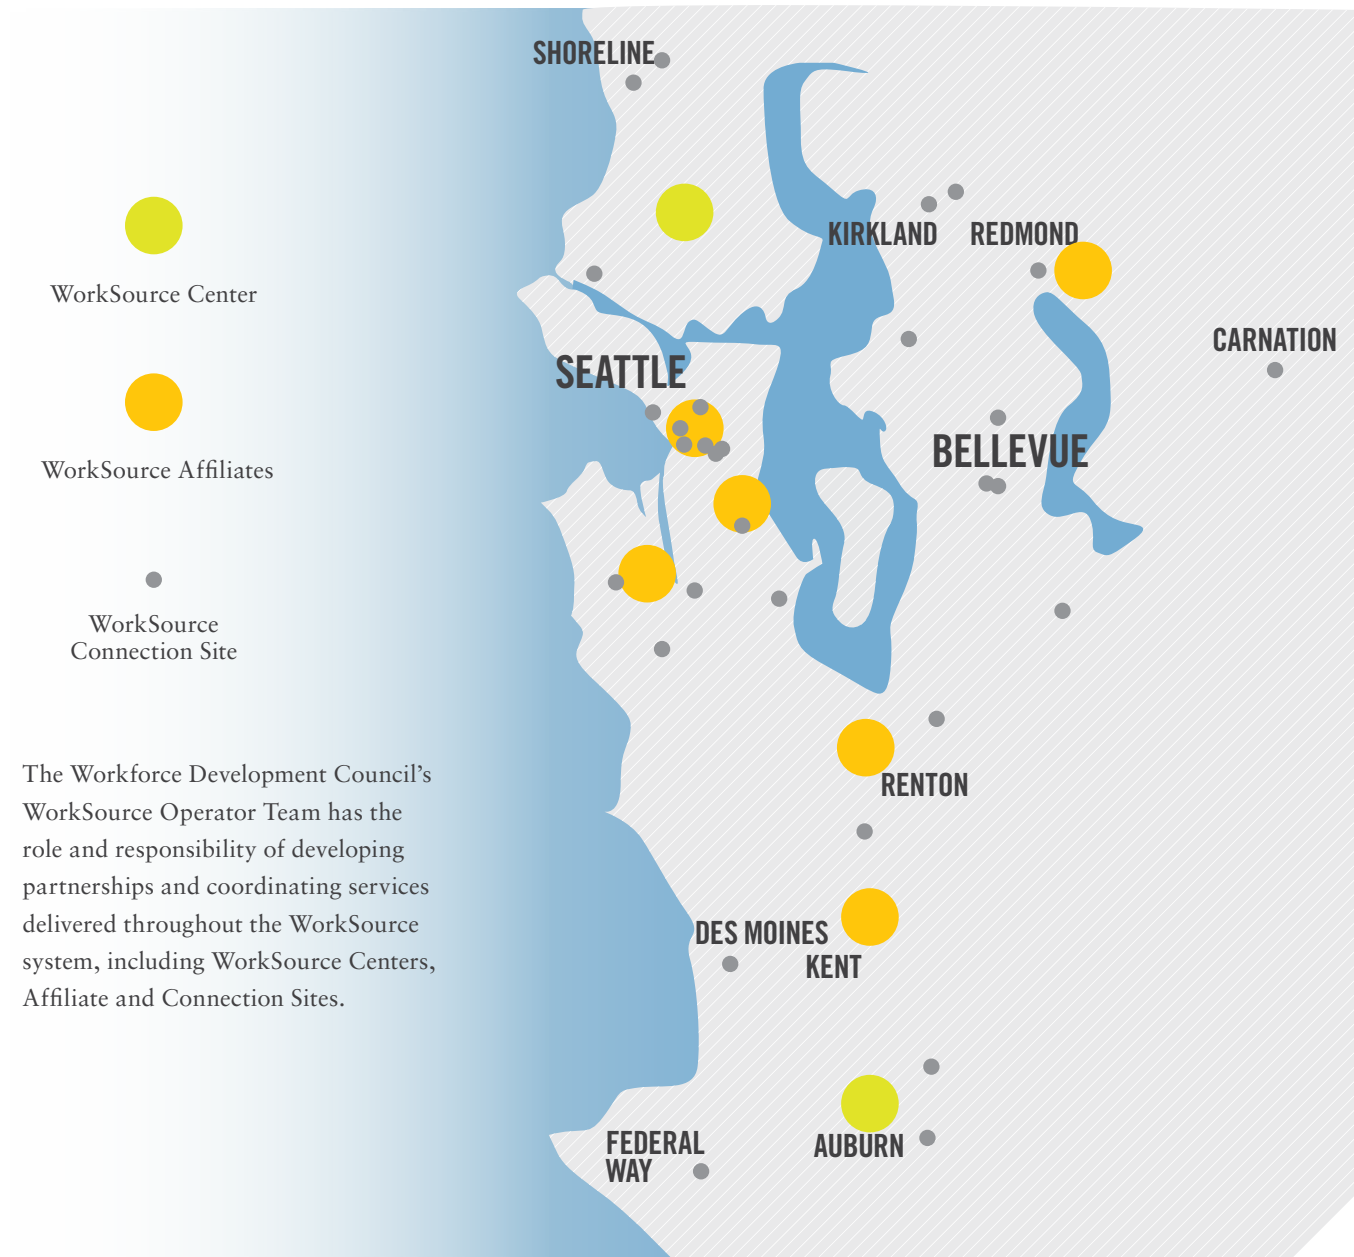 SHORELINE
KIRKLAND
REDMOND
WorkSource Center
CARNATION
SEATTLE
BELLEVUE
WorkSource Affiliates
WorkSource
Connection Site
The Workforce Development Council’s
WorkSource Operator Team has the
role and responsibility of developing
partnerships and coordinating services
delivered throughout the WorkSource
system, including WorkSource Centers,
Affiliate and Connection Sites.
RENTON
DES MOINES
KENT
FEDERAL
WAY
AUBURN